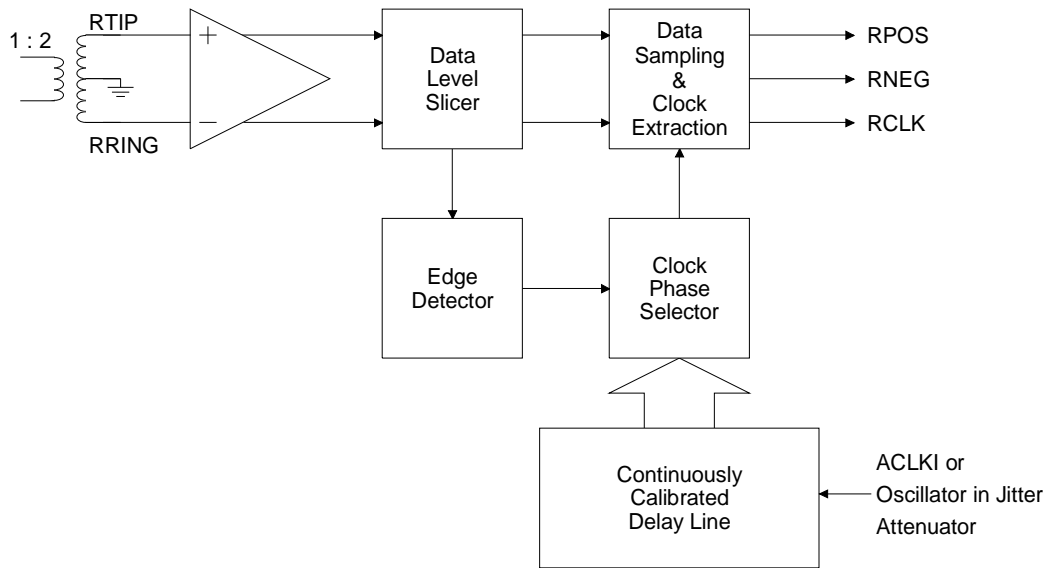 RTIP
1 : 2
+
−
RRING
Data
Level
Slicer
Data
Sampling
&
Clock
Extraction
RPOS
RNEG
RCLK
Edge
Detector
Clock
Phase
Selector
Continuously
Calibrated
Delay Line
ACLKI or
Oscillator in Jitter
Attenuator